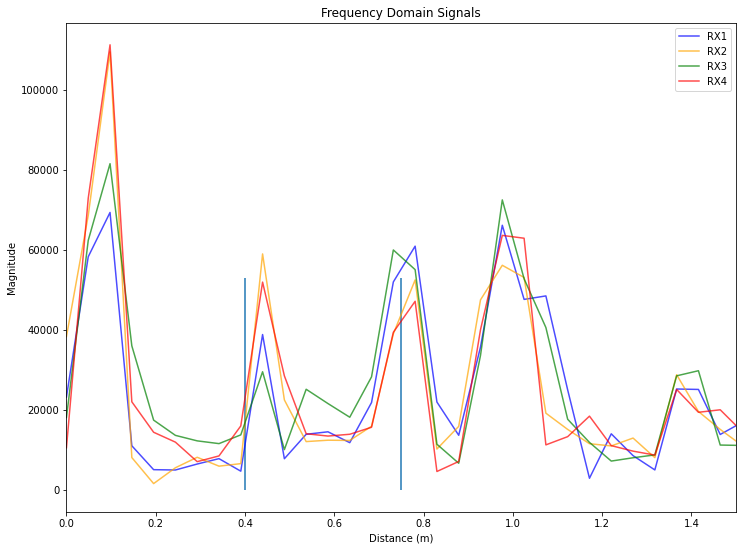 Frequency Domain Signals
RX1
RX2
RX3
RX4
Magnitude
100000
80000
60000
40000
20000
0
0.0 0.2 0.4 0.6 0.8 1.0 1.2 1.4
Distance (m)